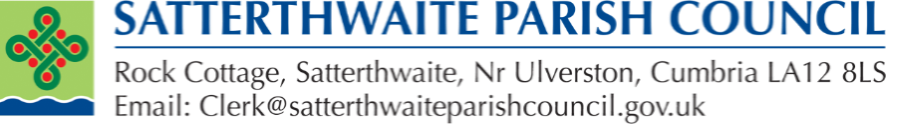 SATTERTHWAITE PARISH COUNCIL
Rock Cottage, Satterthwaite, Nr Ulverston, Cumbria LA12 8LS
Email: Clerk@satterthwaiteparishcouncil.gov.uk